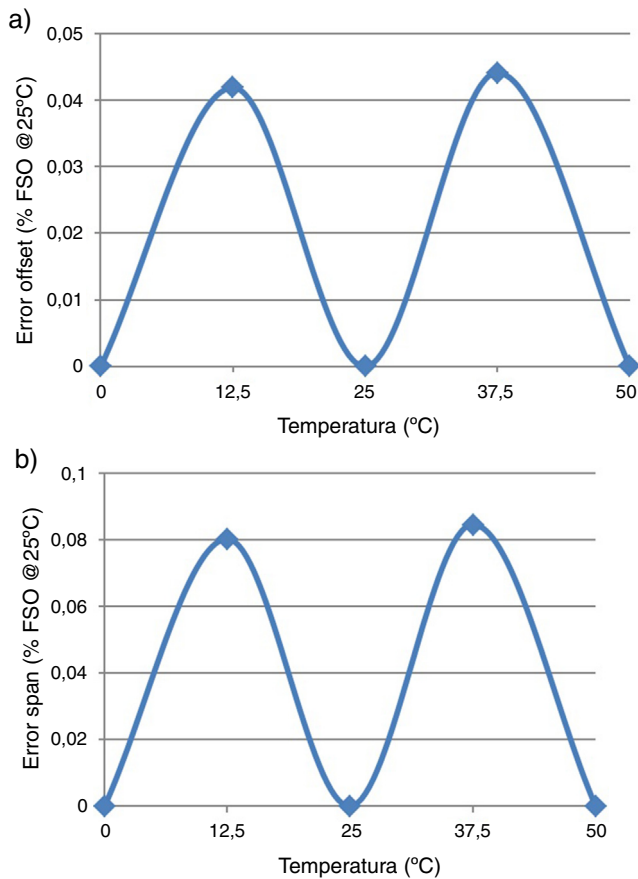 a)
Error offset (% FSO @25ºC)
0,05
0,04
0,03
0,02
0,01
0
0 12,5 25 37,5 50
Temperatura (ºC)
b)
Error span (% FSO @25ºC)
0,1
0,08
0,06
0,04
0,02
0
0 12,5 25 37,5 50
Temperatura (ºC)